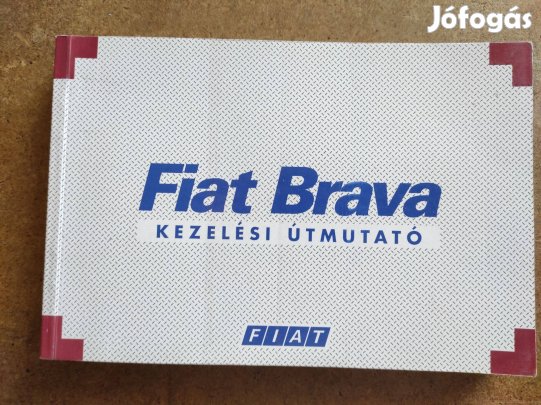 Jófogás
Fiat Brava
KEZELÉSI ÚTMUTATÓ
FIAT